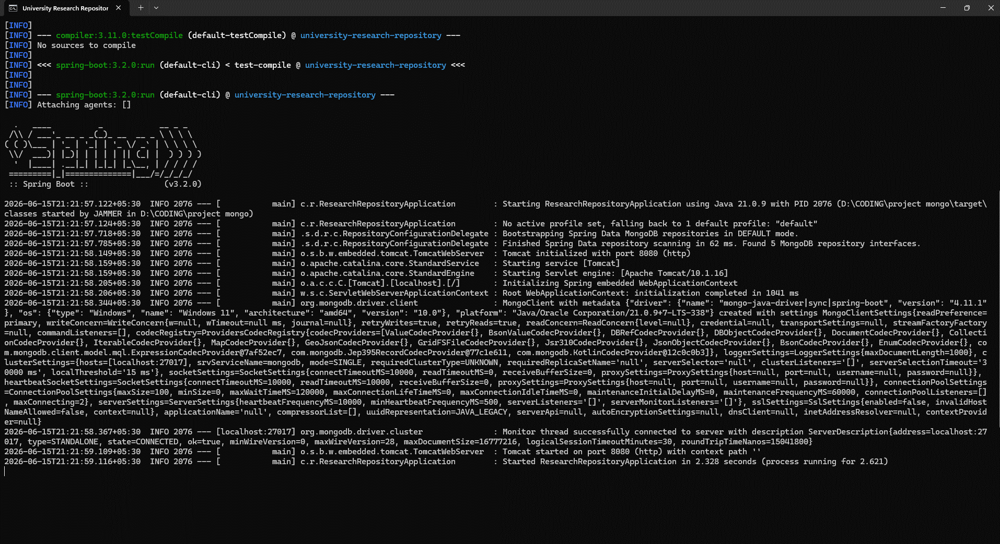 University Research Repositor
[INFO]
[INFO] --- compiler:3.11.0:testCompile (default-testCompile) @ university-research-repository ---
[INFO] No sources to compile
[INFO]
[INFO] <<< spring-boot:3.2.0:run (default-cli) < test-compile @ university-research-repository <<<
[INFO]
[INFO]
[INFO] --- spring-boot:3.2.0:run (default-cli) @ university-research-repository ---
[INFO] Attaching agents: []
  .   ____          _            __ _ _
 /\\ / ___'_ __ _ _(_)_ __  __ _ \ \ \ \
( ( )\___ | '_ | '_| | '_ \/ _` | \ \ \ \
 \\/  ___)| |_)| | | | | || (_| |  ) ) ) )
  '  |____| .__|_| |_|_| |_\__, | / / / /
 =========|_|==============|___/=/_/_/_/
 :: Spring Boot ::                (v3.2.0)
2026-06-15T21:21:57.122+05:30  INFO 2076 --- [           main] c.r.ResearchRepositoryApplication        : Starting ResearchRepositoryApplication using Java 21.0.9 with PID 2076 (D:\CODING\project mongo\target\
classes started by JAMMER in D:\CODING\project mongo)
2026-06-15T21:21:57.124+05:30  INFO 2076 --- [           main] c.r.ResearchRepositoryApplication        : No active profile set, falling back to 1 default profile: "default"
2026-06-15T21:21:57.718+05:30  INFO 2076 --- [           main] .s.d.r.c.RepositoryConfigurationDelegate : Bootstrapping Spring Data MongoDB repositories in DEFAULT mode.
2026-06-15T21:21:57.785+05:30  INFO 2076 --- [           main] .s.d.r.c.RepositoryConfigurationDelegate : Finished Spring Data repository scanning in 62 ms. Found 5 MongoDB repository interfaces.
2026-06-15T21:21:58.149+05:30  INFO 2076 --- [           main] o.s.b.w.embedded.tomcat.TomcatWebServer  : Tomcat initialized with port 8080 (http)
2026-06-15T21:21:58.159+05:30  INFO 2076 --- [           main] o.apache.catalina.core.StandardService   : Starting service [Tomcat]
2026-06-15T21:21:58.159+05:30  INFO 2076 --- [           main] o.apache.catalina.core.StandardEngine    : Starting Servlet engine: [Apache Tomcat/10.1.16]
2026-06-15T21:21:58.205+05:30  INFO 2076 --- [           main] o.a.c.c.C.[Tomcat].[localhost].[/]       : Initializing Spring embedded WebApplicationContext
2026-06-15T21:21:58.206+05:30  INFO 2076 --- [           main] w.s.c.ServletWebServerApplicationContext : Root WebApplicationContext: initialization completed in 1041 ms
2026-06-15T21:21:58.344+05:30  INFO 2076 --- [           main] org.mongodb.driver.client                : MongoClient with metadata {"driver": {"name": "mongo-java-driver|sync|spring-boot", "version": "4.11.1"
}, "os": {"type": "Windows", "name": "Windows 11", "architecture": "amd64", "version": "10.0"}, "platform": "Java/Oracle Corporation/21.0.9+7-LTS-338"} created with settings MongoClientSettings{readPreference=
primary, writeConcern=WriteConcern{w=null, wTimeout=null ms, journal=null}, retryWrites=true, retryReads=true, readConcern=ReadConcern{level=null}, credential=null, transportSettings=null, streamFactoryFactory
=null, commandListeners=[], codecRegistry=ProvidersCodecRegistry{codecProviders=[ValueCodecProvider{}, BsonValueCodecProvider{}, DBRefCodecProvider{}, DBObjectCodecProvider{}, DocumentCodecProvider{}, Collecti
onCodecProvider{}, IterableCodecProvider{}, MapCodecProvider{}, GeoJsonCodecProvider{}, GridFSFileCodecProvider{}, Jsr310CodecProvider{}, JsonObjectCodecProvider{}, BsonCodecProvider{}, EnumCodecProvider{}, co
m.mongodb.client.model.mql.ExpressionCodecProvider@7af52ec7, com.mongodb.Jep395RecordCodecProvider@77c1e611, com.mongodb.KotlinCodecProvider@12c0c0b3]}, loggerSettings=LoggerSettings{maxDocumentLength=1000}, c
lusterSettings={hosts=[localhost:27017], srvServiceName=mongodb, mode=SINGLE, requiredClusterType=UNKNOWN, requiredReplicaSetName='null', serverSelector='null', clusterListeners='[]', serverSelectionTimeout='3
0000 ms', localThreshold='15 ms'}, socketSettings=SocketSettings{connectTimeoutMS=10000, readTimeoutMS=0, receiveBufferSize=0, proxySettings=ProxySettings{host=null, port=null, username=null, password=null}},
heartbeatSocketSettings=SocketSettings{connectTimeoutMS=10000, readTimeoutMS=10000, receiveBufferSize=0, proxySettings=ProxySettings{host=null, port=null, username=null, password=null}}, connectionPoolSettings
=ConnectionPoolSettings{maxSize=100, minSize=0, maxWaitTimeMS=120000, maxConnectionLifeTimeMS=0, maxConnectionIdleTimeMS=0, maintenanceInitialDelayMS=0, maintenanceFrequencyMS=60000, connectionPoolListeners=[]
, maxConnecting=2}, serverSettings=ServerSettings{heartbeatFrequencyMS=10000, minHeartbeatFrequencyMS=500, serverListeners='[]', serverMonitorListeners='[]'}, sslSettings=SslSettings{enabled=false, invalidHost
NameAllowed=false, context=null}, applicationName='null', compressorList=[], uuidRepresentation=JAVA_LEGACY, serverApi=null, autoEncryptionSettings=null, dnsClient=null, inetAddressResolver=null, contextProvid
er=null}
2026-06-15T21:21:58.367+05:30  INFO 2076 --- [localhost:27017] org.mongodb.driver.cluster               : Monitor thread successfully connected to server with description ServerDescription{address=localhost:27
017, type=STANDALONE, state=CONNECTED, ok=true, minWireVersion=0, maxWireVersion=28, maxDocumentSize=16777216, logicalSessionTimeoutMinutes=30, roundTripTimeNanos=15041800}
2026-06-15T21:21:59.109+05:30  INFO 2076 --- [           main] o.s.b.w.embedded.tomcat.TomcatWebServer  : Tomcat started on port 8080 (http) with context path ''
2026-06-15T21:21:59.116+05:30  INFO 2076 --- [           main] c.r.ResearchRepositoryApplication        : Started ResearchRepositoryApplication in 2.328 seconds (process running for 2.621)